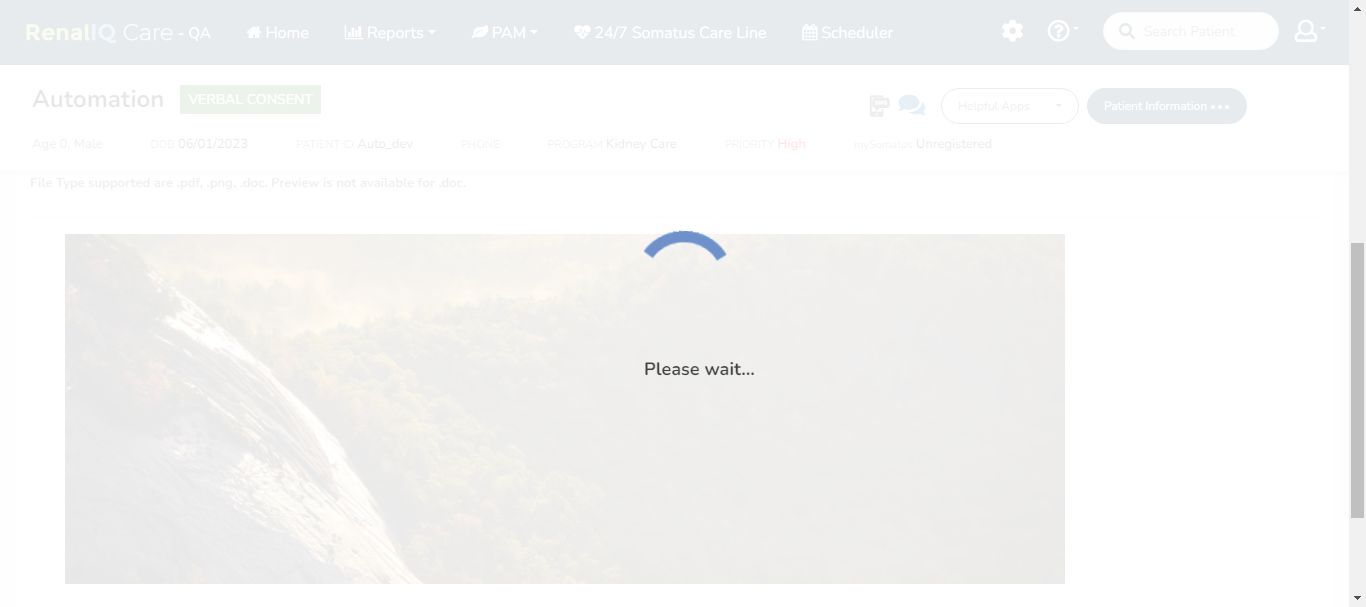 RenalIQ Care - QA Home Reports PAM 24/7 Somatus Care Line Scheduler Search Patient
Automation VERBAL CONSENT Helpful Apps Patient Information
Age 0, Male DOB 06/01/2023 PATIENT ID Auto_dev PHONE PROGRAM Kidney Care PRIORITY High mySomatus Unregistered
File Type supported are .pdf, .png, .doc. Preview is not available for .doc.
Please wait...